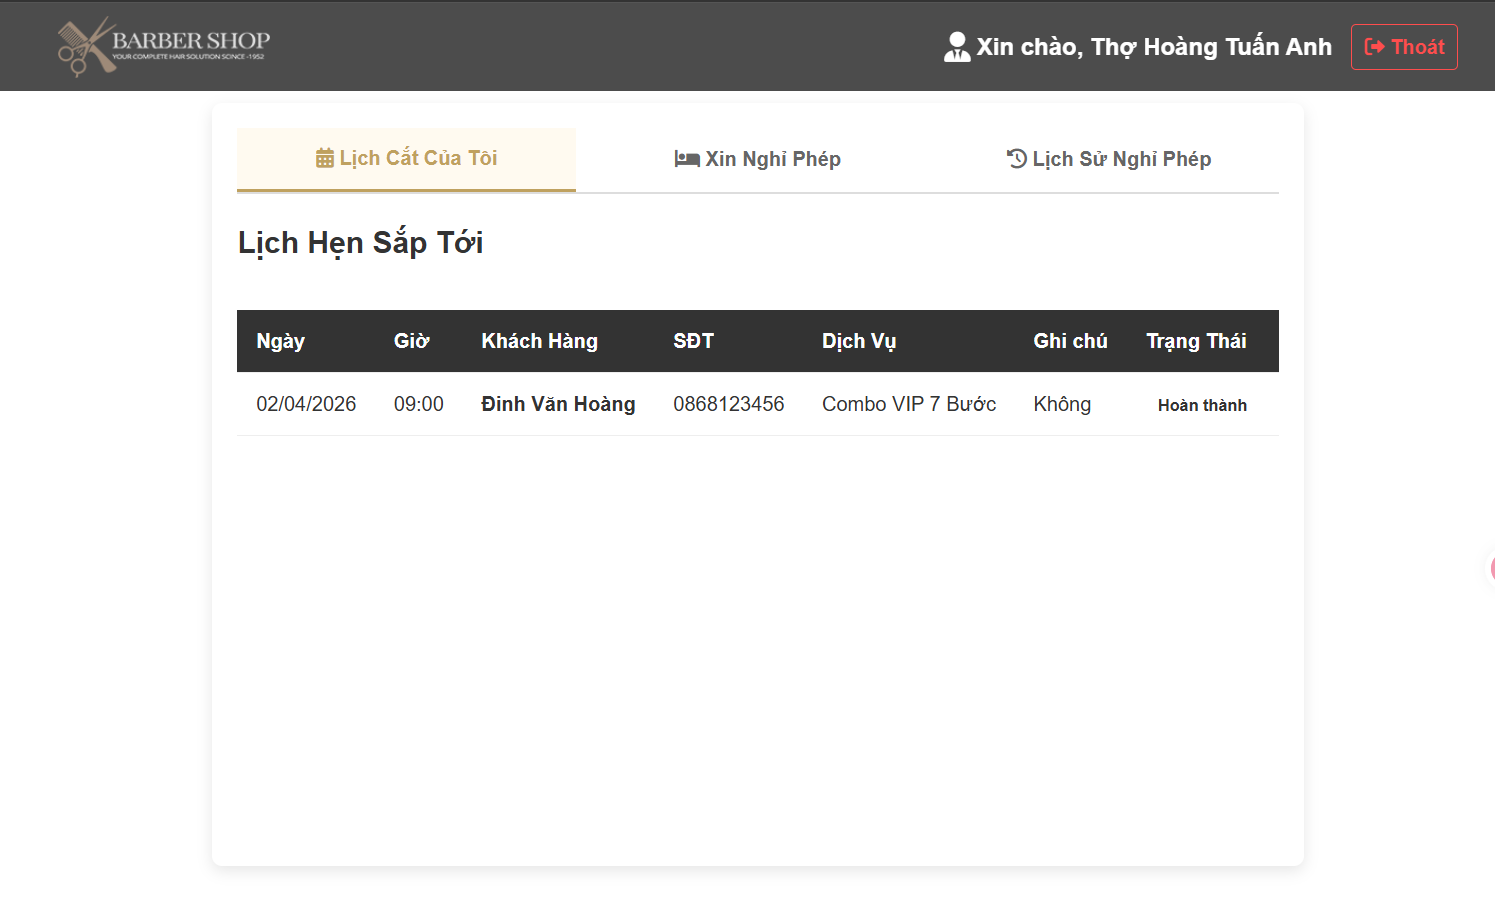 BARBER SHOP
YOUR COMPLETE HAIR SOLUTION SCINCE -1952
Xin chào, Thợ Hoàng Tuấn Anh
Thoát
Lịch Cắt Của Tôi
Xin Nghỉ Phép
Lịch Sử Nghỉ Phép
Lịch Hẹn Sắp Tới
Ngày Giờ Khách Hàng SĐT Dịch Vụ Ghi chú Trạng Thái
02/04/2026 09:00 Đinh Văn Hoàng 0868123456 Combo VIP 7 Bước Không Hoàn thành